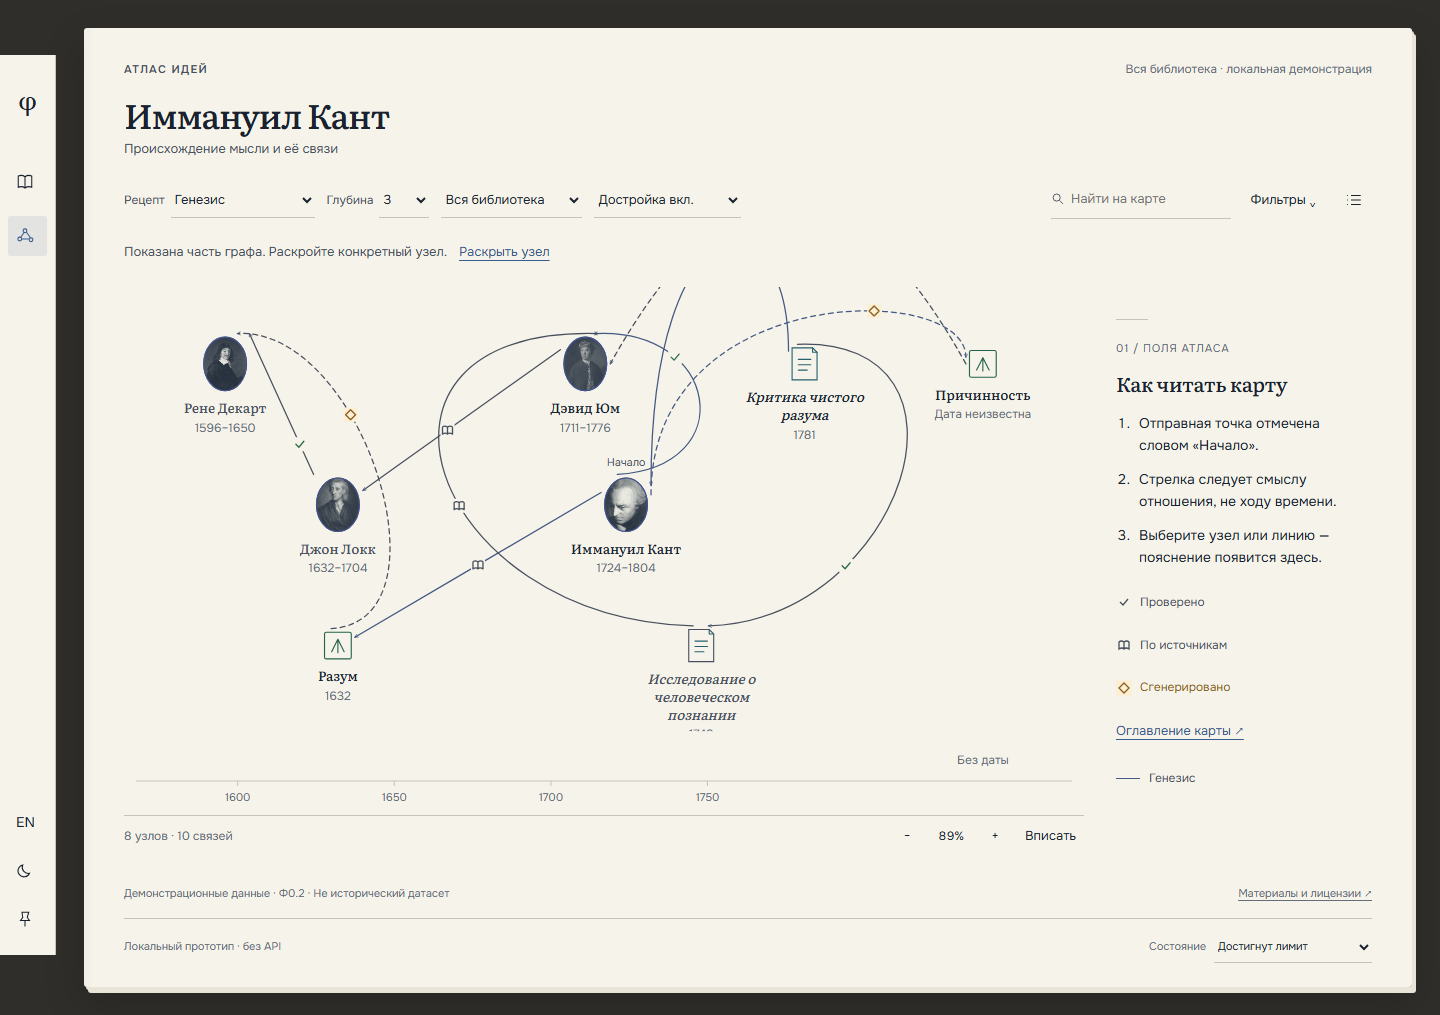 φ
EN
АТЛАС ИДЕЙ
Вся библиотека · локальная демонстрация
Иммануил Кант
Происхождение мысли и её связи
Рецепт Генезис Глубина 3 Вся библиотека Достройка вкл. Найти на карте Фильтры
Показана часть графа. Раскройте конкретный узел. Раскрыть узел
Рене Декарт
1596–1650
Дэвид Юм
1711–1776
Критика чистого
разума
1781
Причинность
Дата неизвестна
Начало
Джон Локк
1632–1704
Иммануил Кант
1724–1804
Разум
1632
Исследование о
человеческом
познании
Без даты
1600 1650 1700 1750
8 узлов · 10 связей
− 89% + Вписать
01 / ПОЛЯ АТЛАСА
Как читать карту
1. Отправная точка отмечена
словом «Начало».
2. Стрелка следует смыслу
отношения, не ходу времени.
3. Выберите узел или линию —
пояснение появится здесь.
Проверено
По источникам
Сгенерировано
Оглавление карты ↗
Генезис
Демонстрационные данные · Ф0.2 · Не исторический датасет
Материалы и лицензии ↗
Локальный прототип · без API
Состояние Достигнут лимит